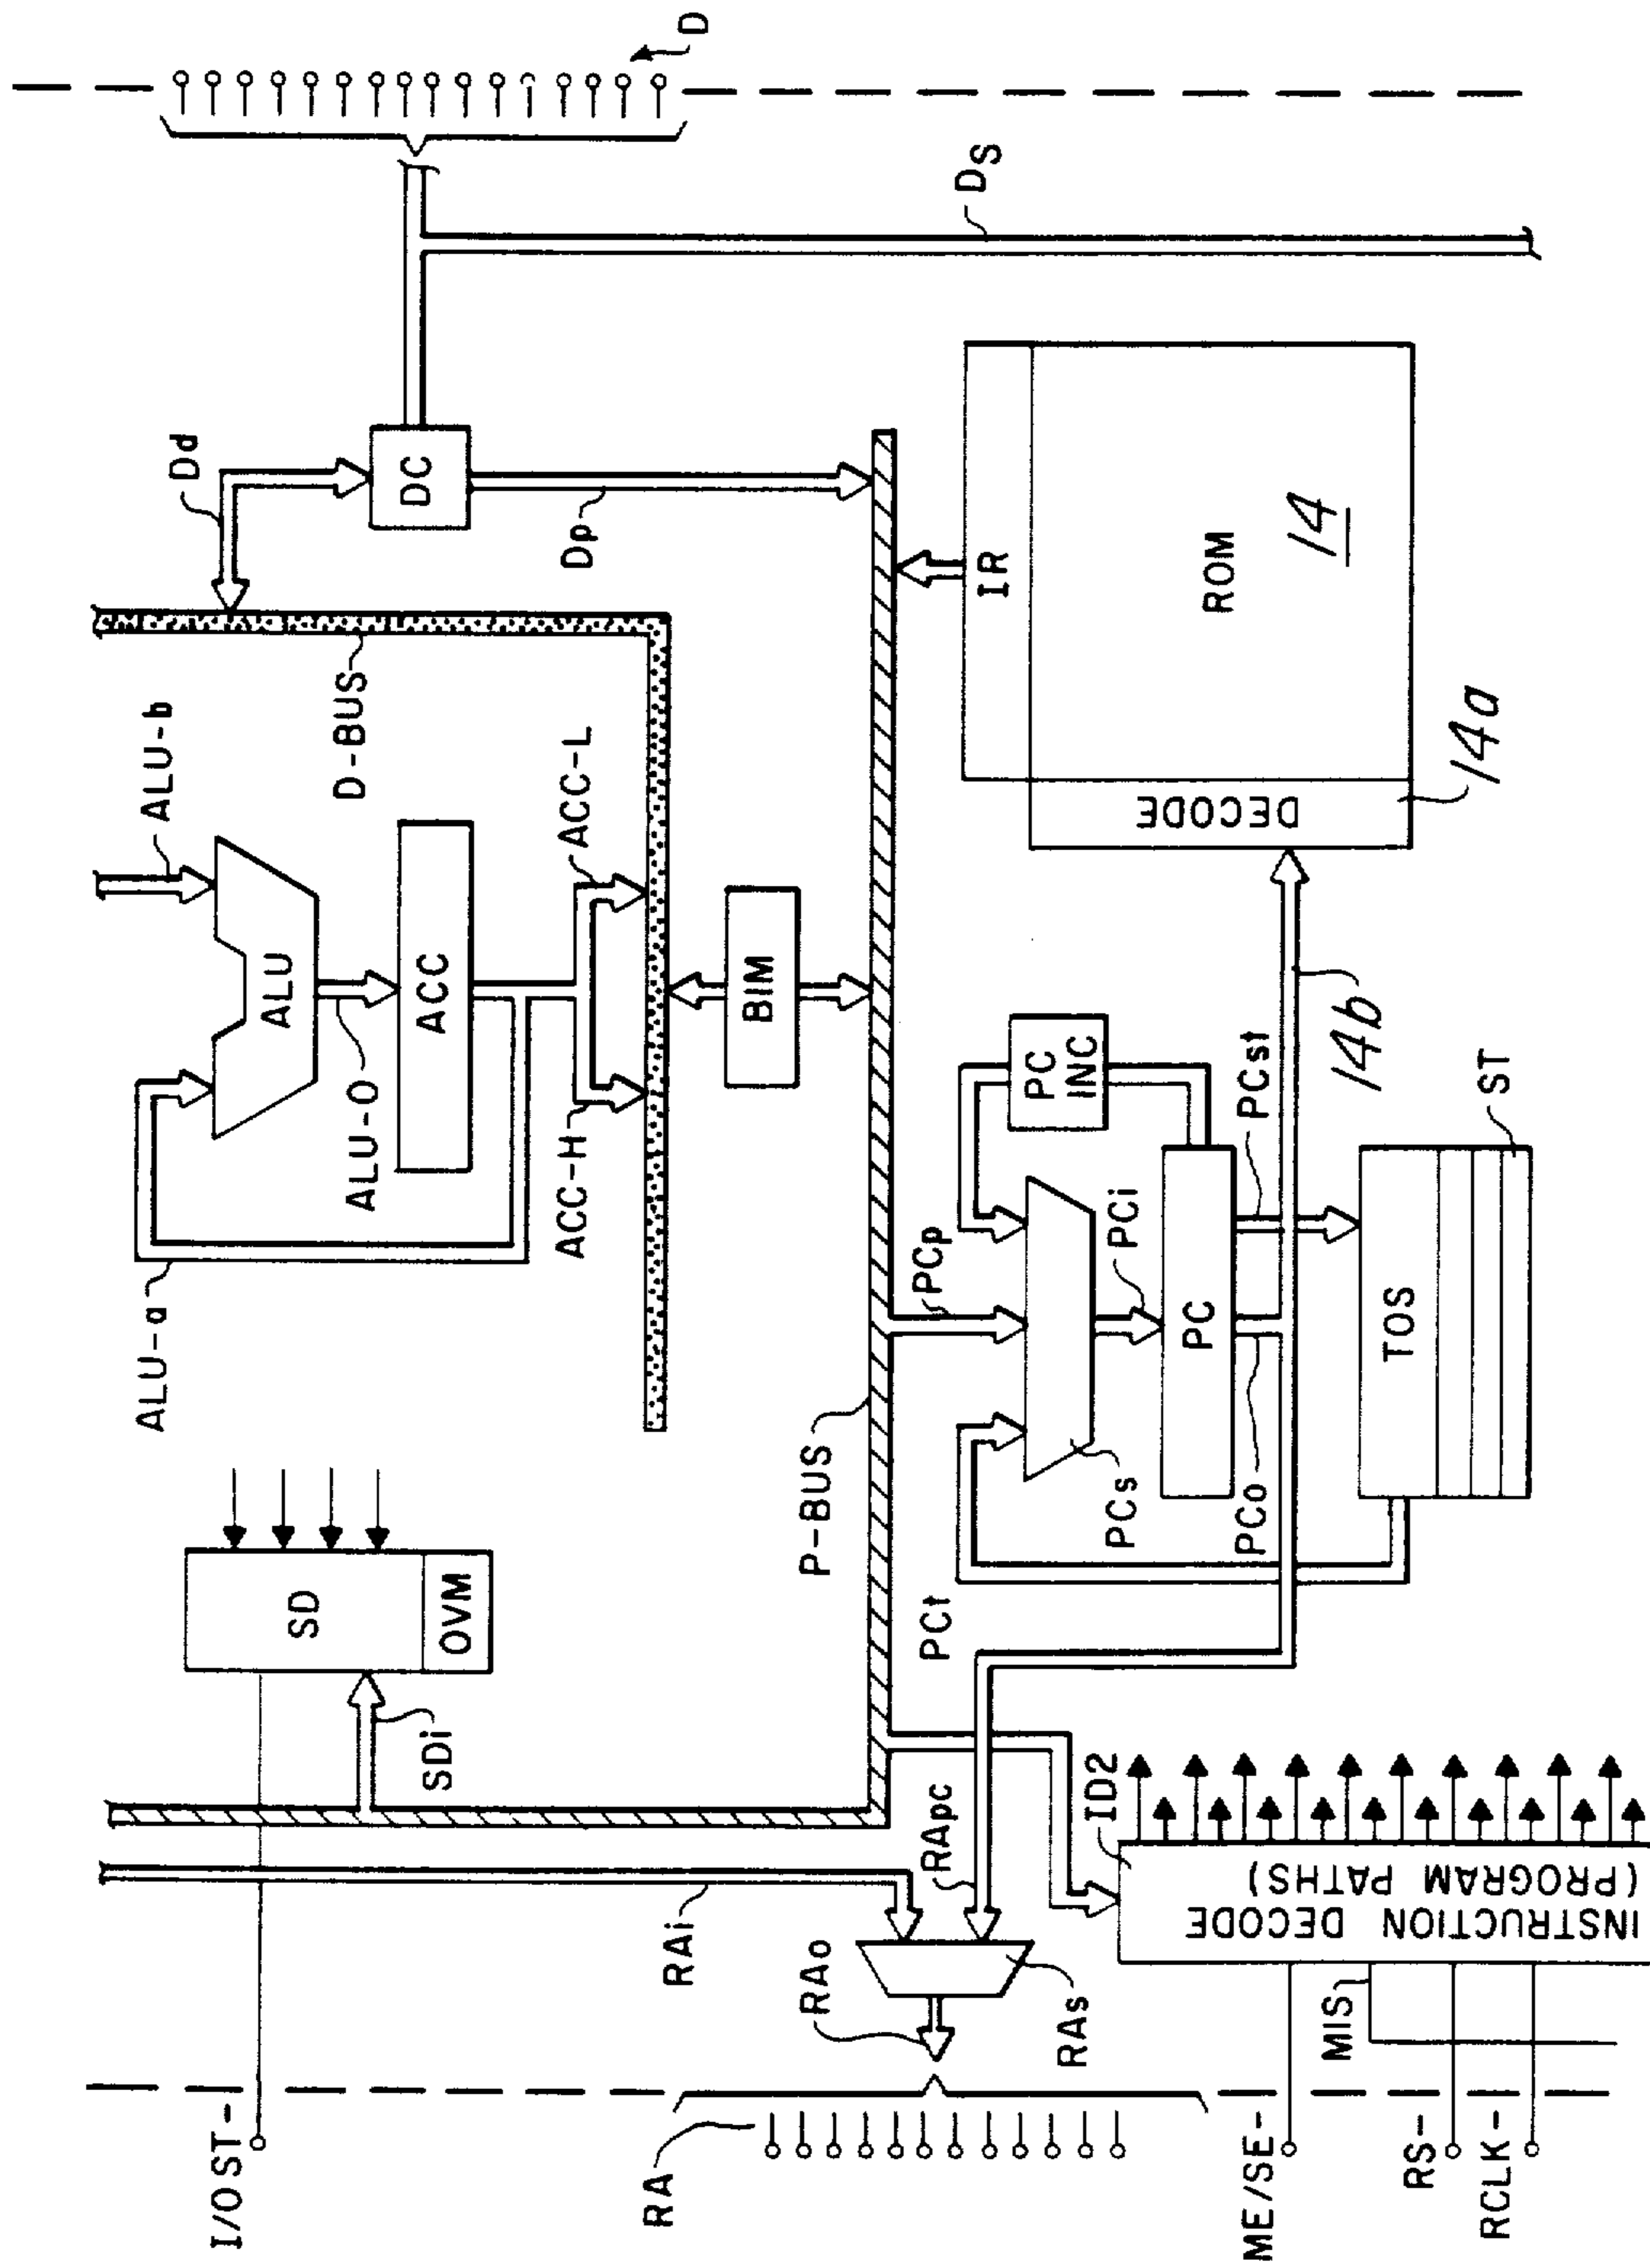 D
DS
Dd
DC
Dp
IR
ROM
14
DECODE
14a
ALU-b
D-BUS
ALU
ALU-O
ACC
ACC-L
ACC-H
ALU-a
BIM
P-BUS
PCp
PC
INC
PCi
PCs
PC
PCo
PCst
14b
TOS
ST
PCt
SD
OVM
SDi
RAi
RApc
RAo
RAs
RA
ID2
INSTRUCTION DECODE
(PROGRAM PATHS)
MIS
I/OST-
ME/SE-
RS-
RCLK-